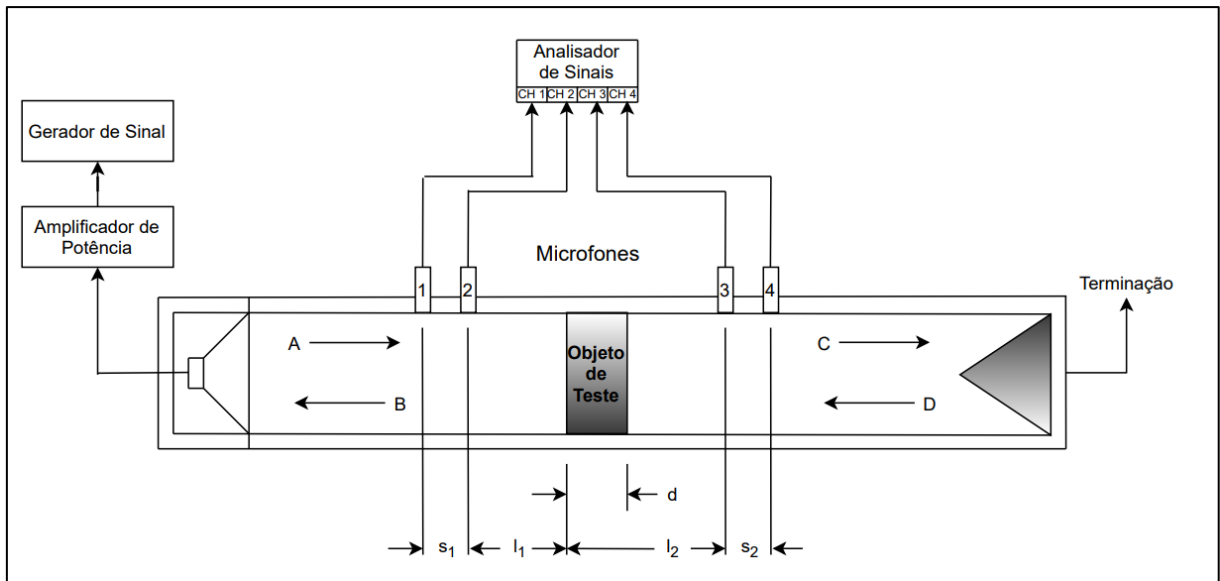 Analisador
de Sinais
CH 1 CH 2 CH 3 CH 4
Gerador de Sinal
Amplificador de
Potência
Microfones
1 2 3 4
Terminação
A
B
Objeto
de
Teste
C
D
d
s1 l1 l2 s2